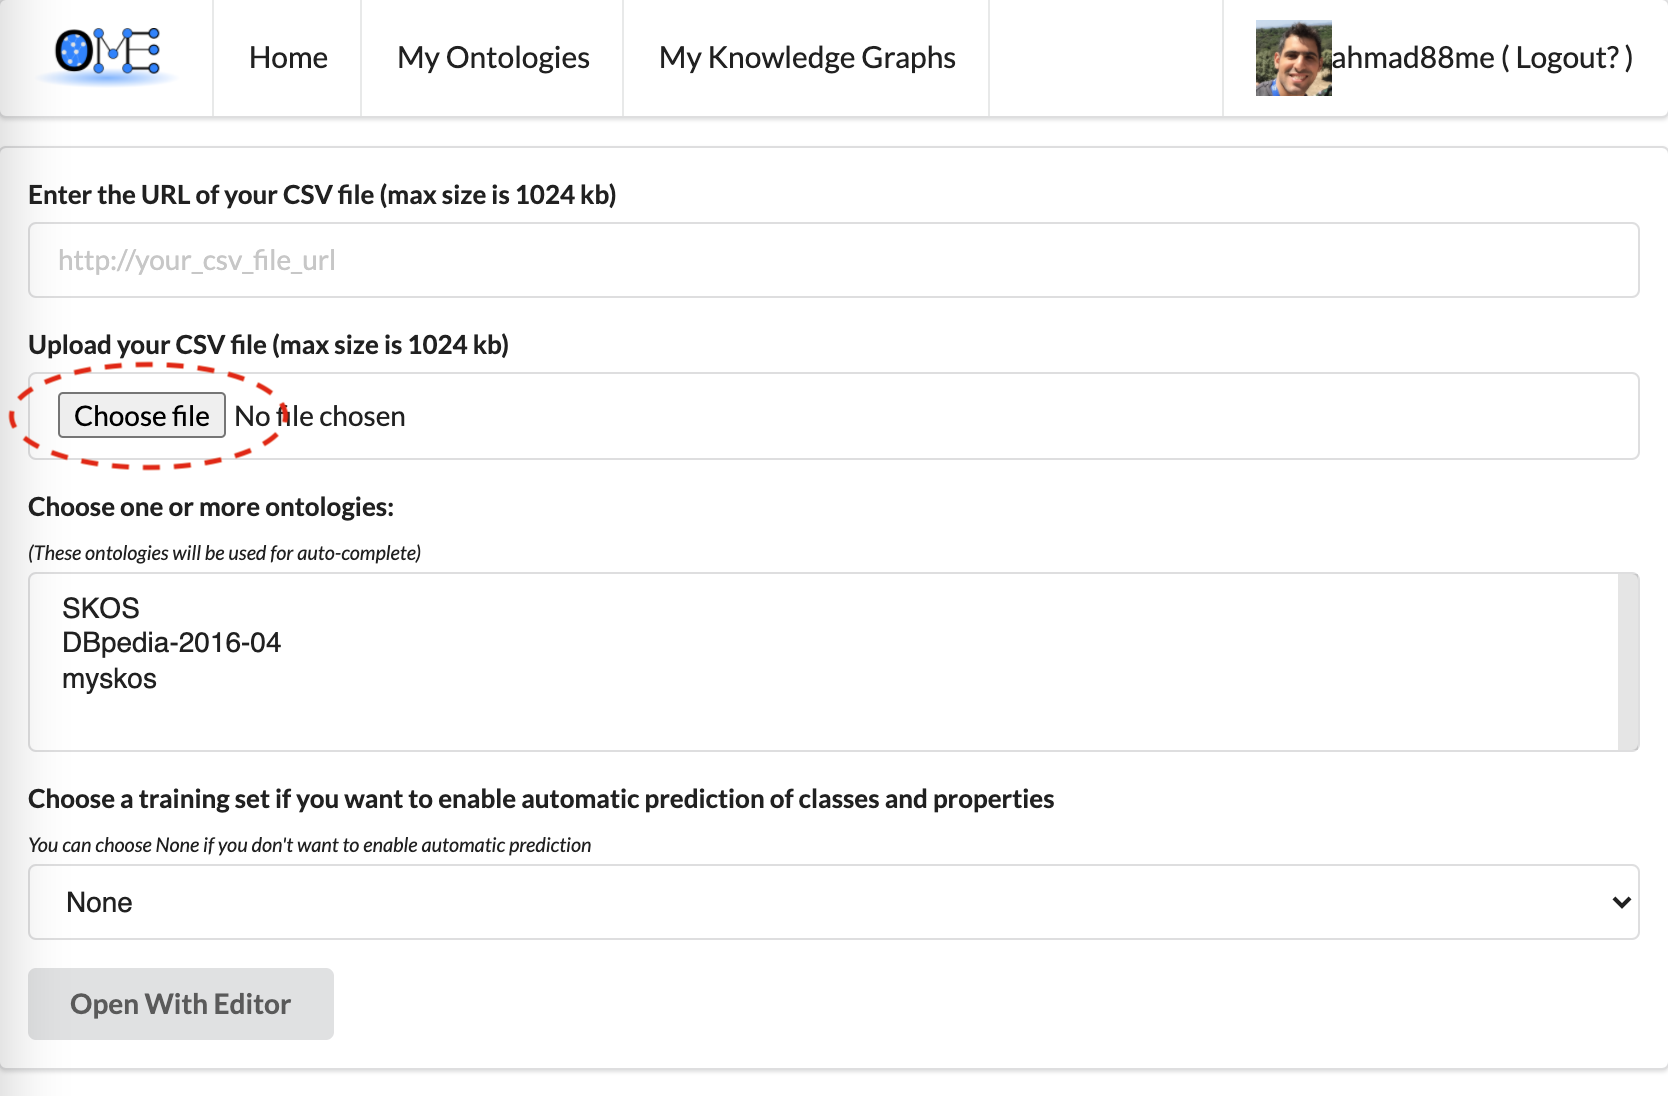 OME
Home
My Ontologies
My Knowledge Graphs
ahmad88me ( Logout? )
Enter the URL of your CSV file (max size is 1024 kb)
http://your_csv_file_url
Upload your CSV file (max size is 1024 kb)
Choose file No file chosen
Choose one or more ontologies:
(These ontologies will be used for auto-complete)
SKOS
DBpedia-2016-04
myskos
Choose a training set if you want to enable automatic prediction of classes and properties
You can choose None if you don't want to enable automatic prediction
None
Open With Editor